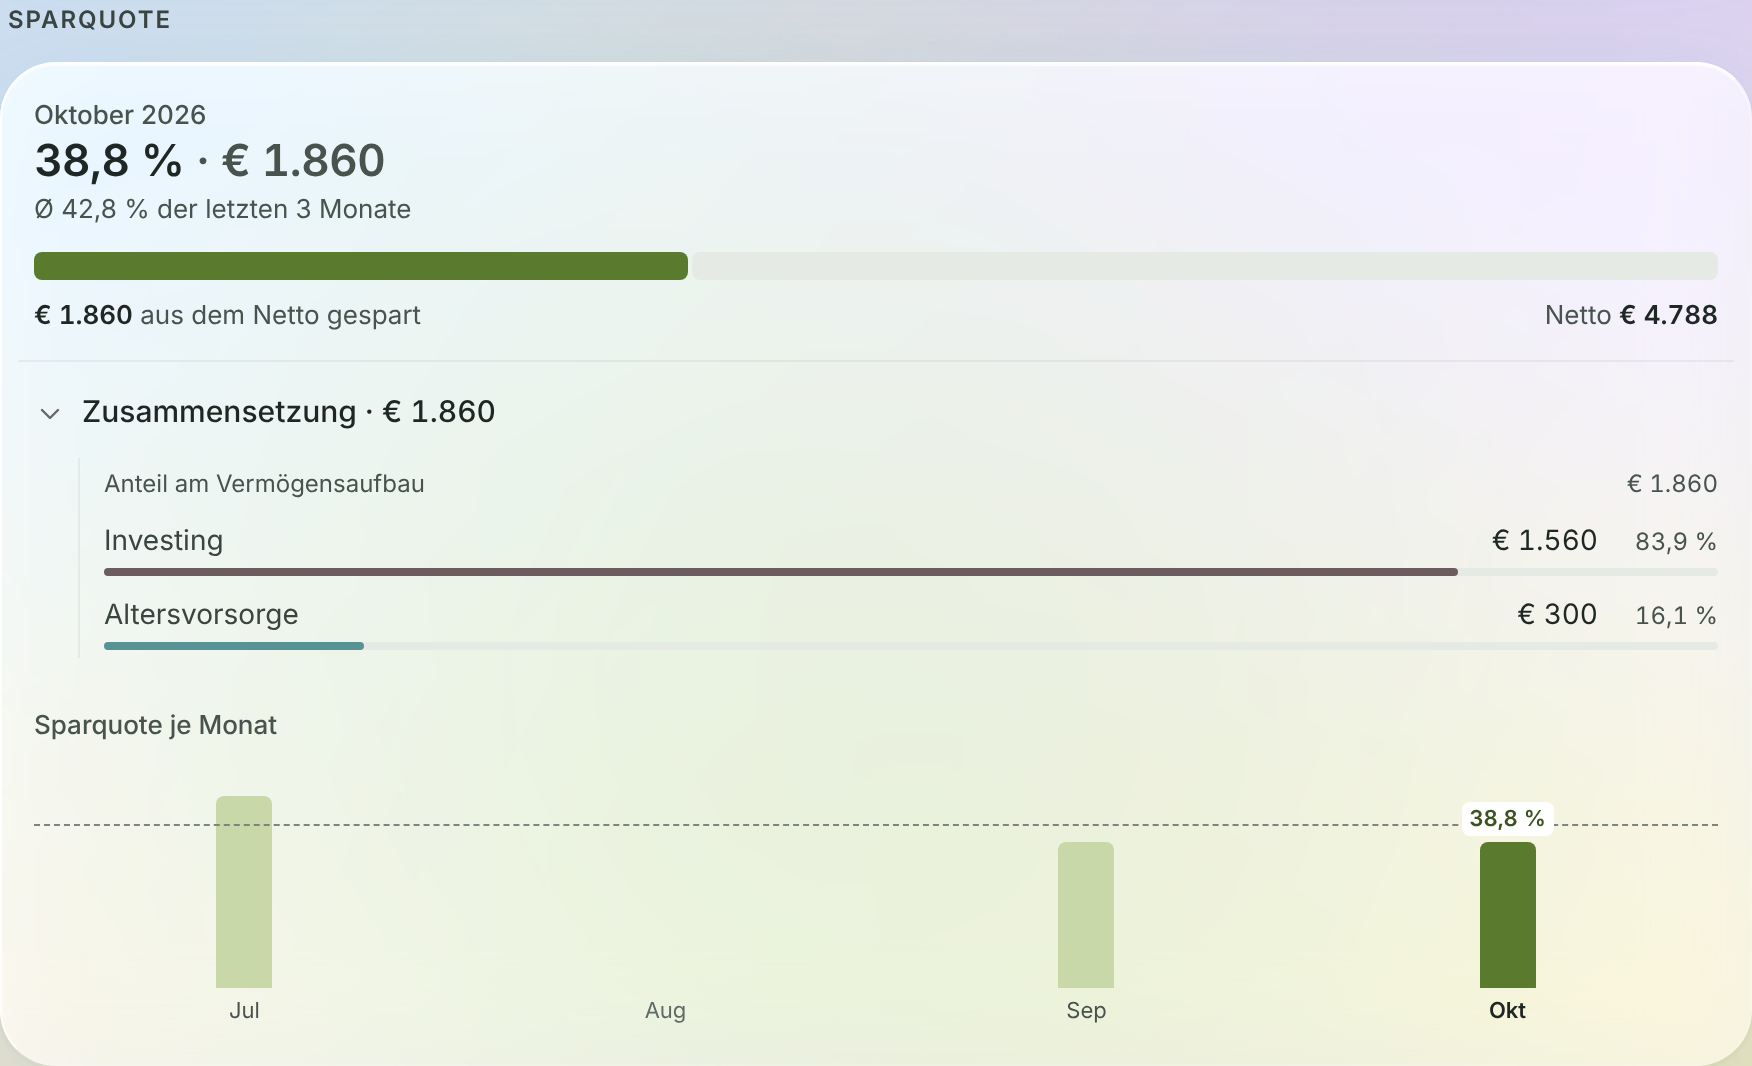 SPARQUOTE
Oktober 2026
38,8 % · € 1.860
Ø 42,8 % der letzten 3 Monate
€ 1.860 aus dem Netto gespart
Netto € 4.788
Zusammensetzung · € 1.860
Anteil am Vermögensaufbau € 1.860
Investing € 1.560 83,9 %
Altersvorsorge € 300 16,1 %
Sparquote je Monat
38,8 %
Jul Aug Sep Okt